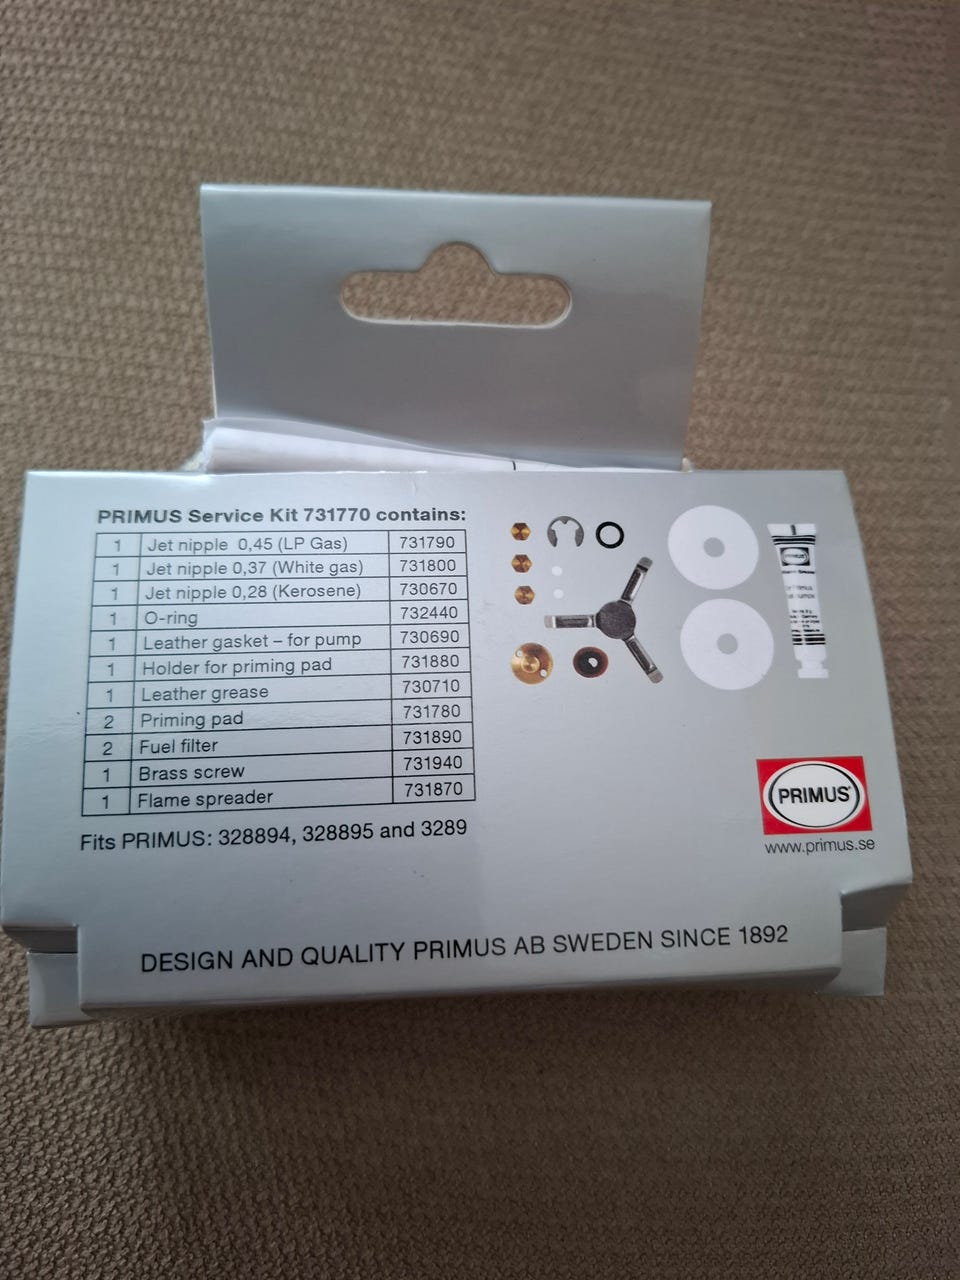 PRIMUS Service Kit 731770 contains:
1 Jet nipple 0,45 (LP Gas) 731790
1 Jet nipple 0,37 (White gas) 731800
1 Jet nipple 0,28 (Kerosene) 730670
1 O-ring 732440
1 Leather gasket – for pump 730690
1 Holder for priming pad 731880
1 Leather grease 730710
2 Priming pad 731780
2 Fuel filter 731890
1 Brass screw 731940
1 Flame spreader 731870
Fits PRIMUS: 328894, 328895 and 3289
PRIMUS
PRIMUS®
www.primus.se
DESIGN AND QUALITY PRIMUS AB SWEDEN SINCE 1892